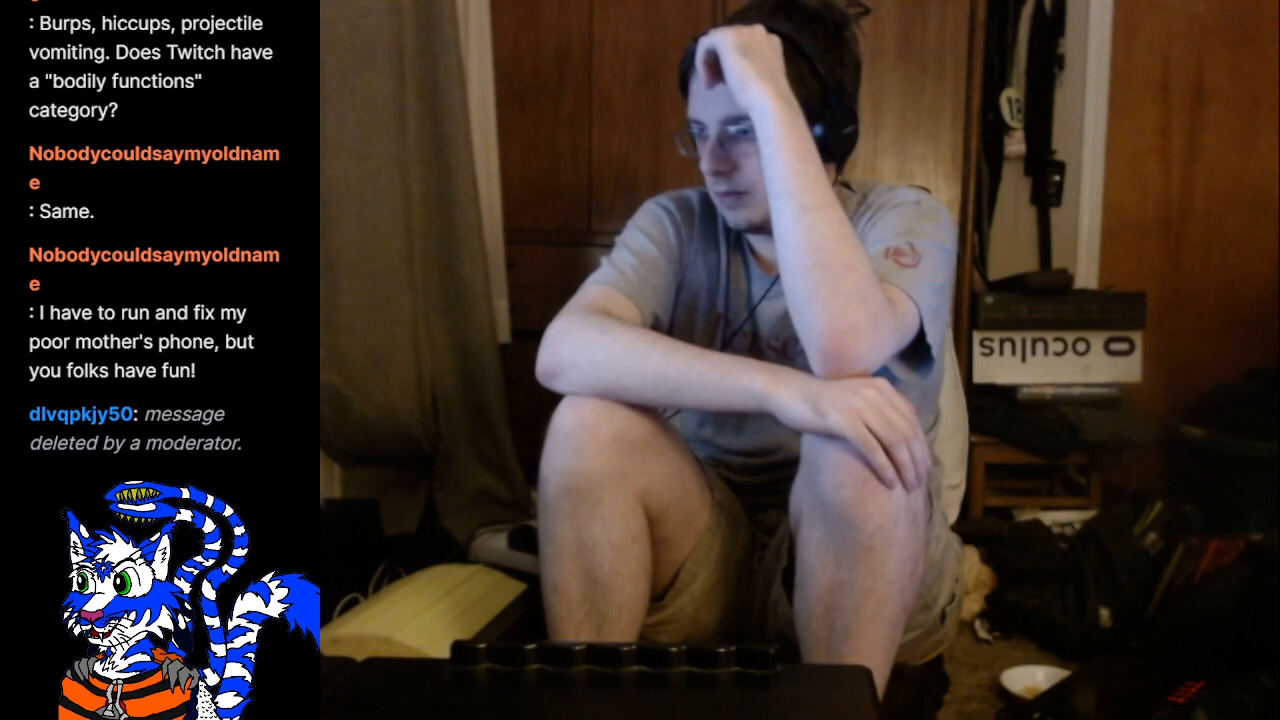 : Burps, hiccups, projectile
vomiting. Does Twitch have
a "bodily functions"
category?
Nobodycouldsaymyoldnam
e
: Same.
Nobodycouldsaymyoldnam
e
: I have to run and fix my
poor mother's phone, but
you folks have fun!
dlvqpkjy50: message
deleted by a moderator.
18
oculus